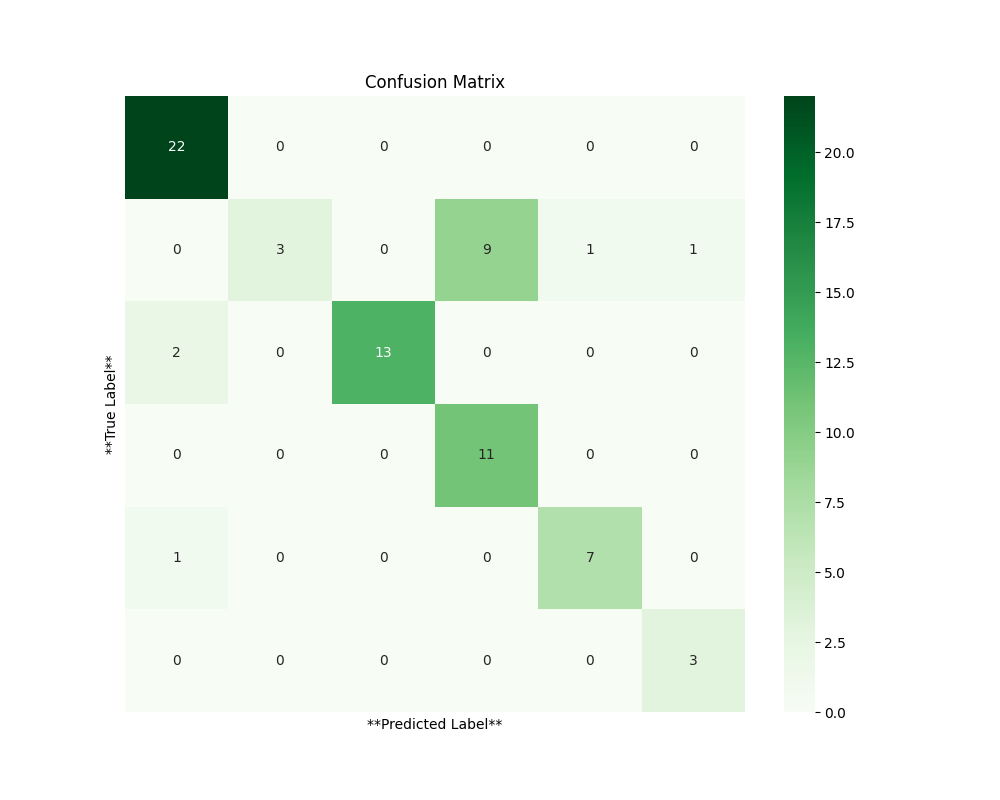 Confusion Matrix
22 0 0 0 0 0
0 3 0 9 1 1
2 0 13 0 0 0
0 0 0 11 0 0
1 0 0 0 7 0
0 0 0 0 0 3
**True Label**
**Predicted Label**
20.0
17.5
15.0
12.5
10.0
7.5
5.0
2.5
0.0